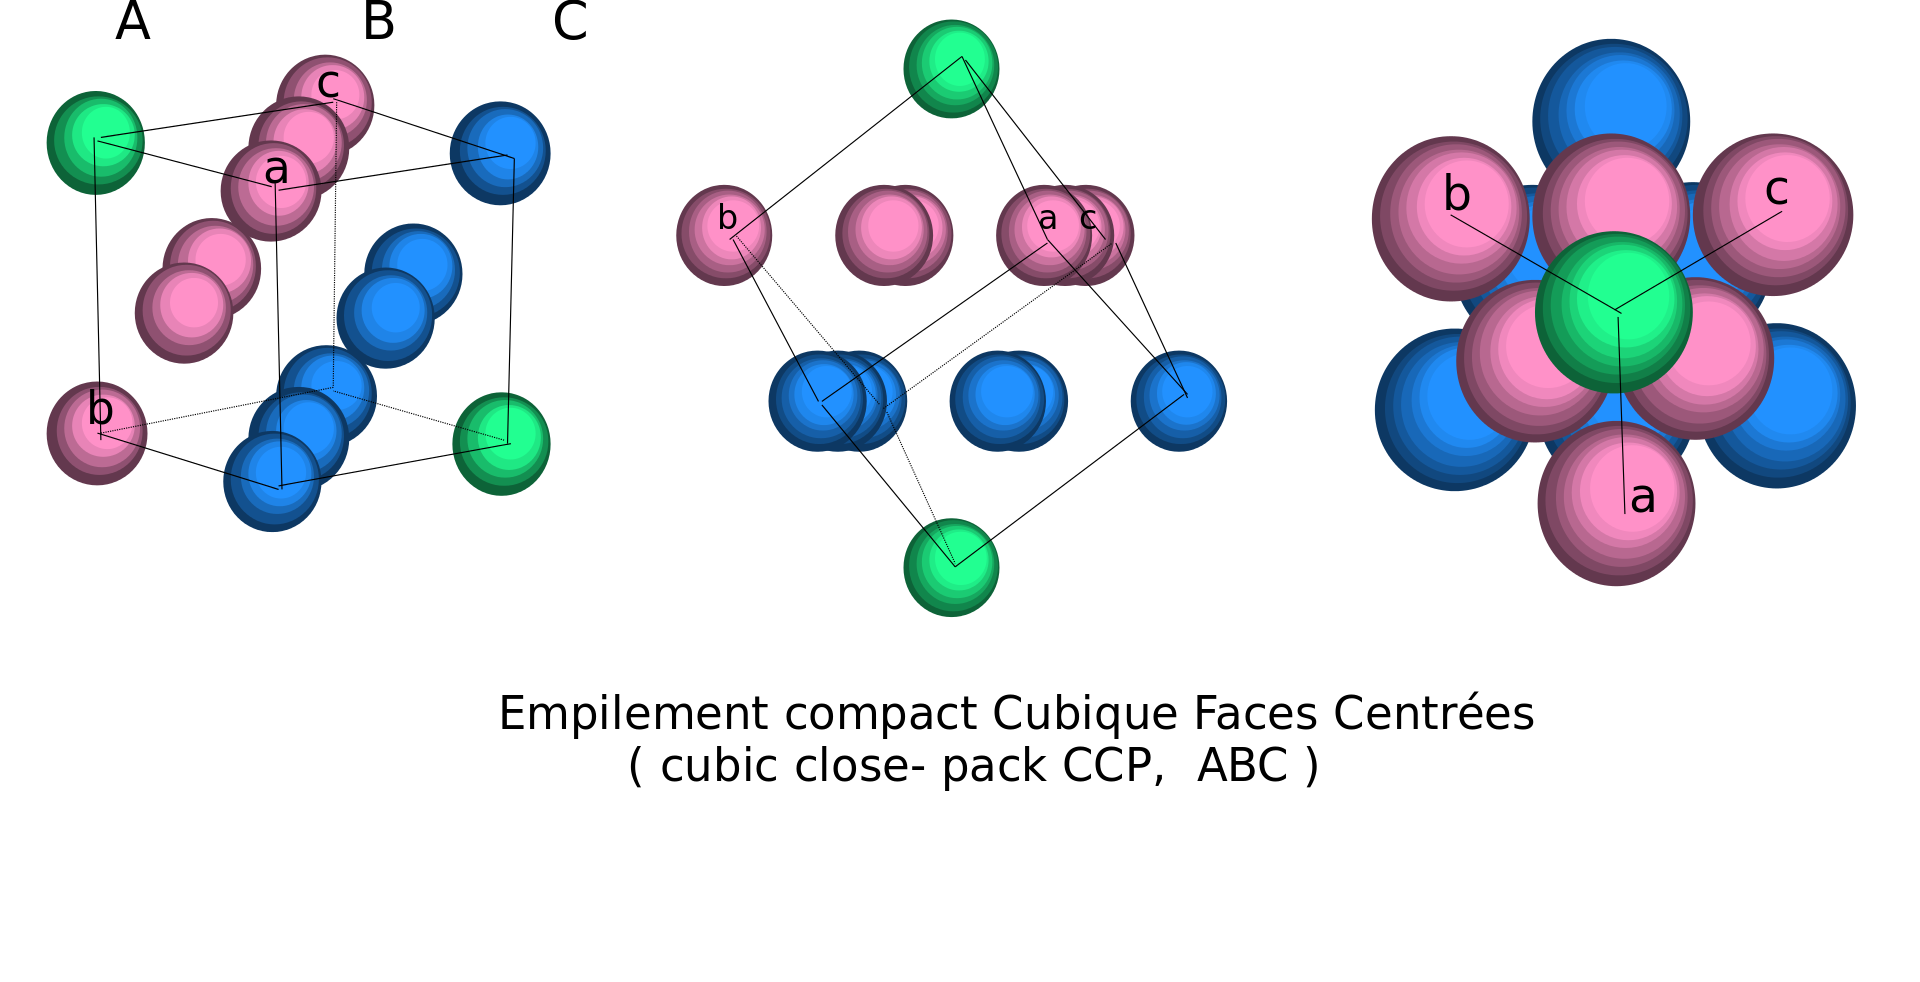 A B C
c
a
b
b a c
b c
a
Empilement compact Cubique Faces Centrées
( cubic close- pack CCP, ABC )